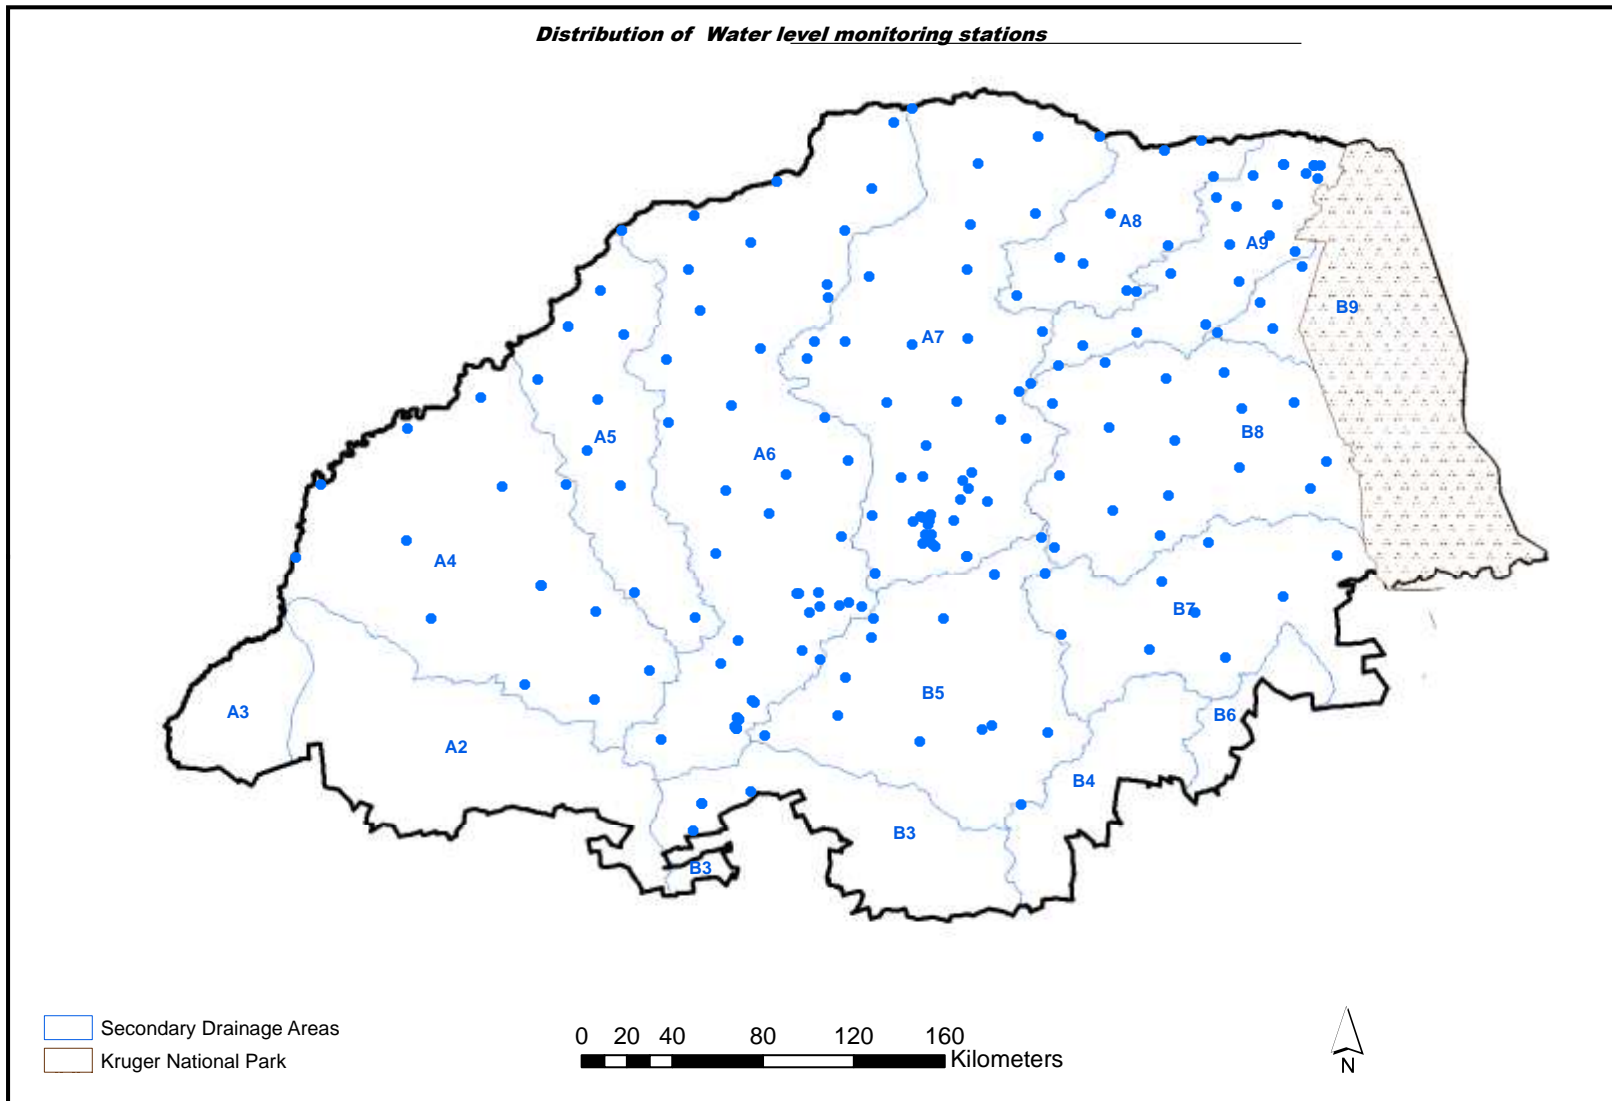 Distribution of Water level monitoring stations
A8
A9
B9
A7
A5
B8
A6
A4
B7
B5
A3
B6
A2
B4
B3
B3
Secondary Drainage Areas
Kruger National Park
0 20 40 80 120 160
Kilometers
N